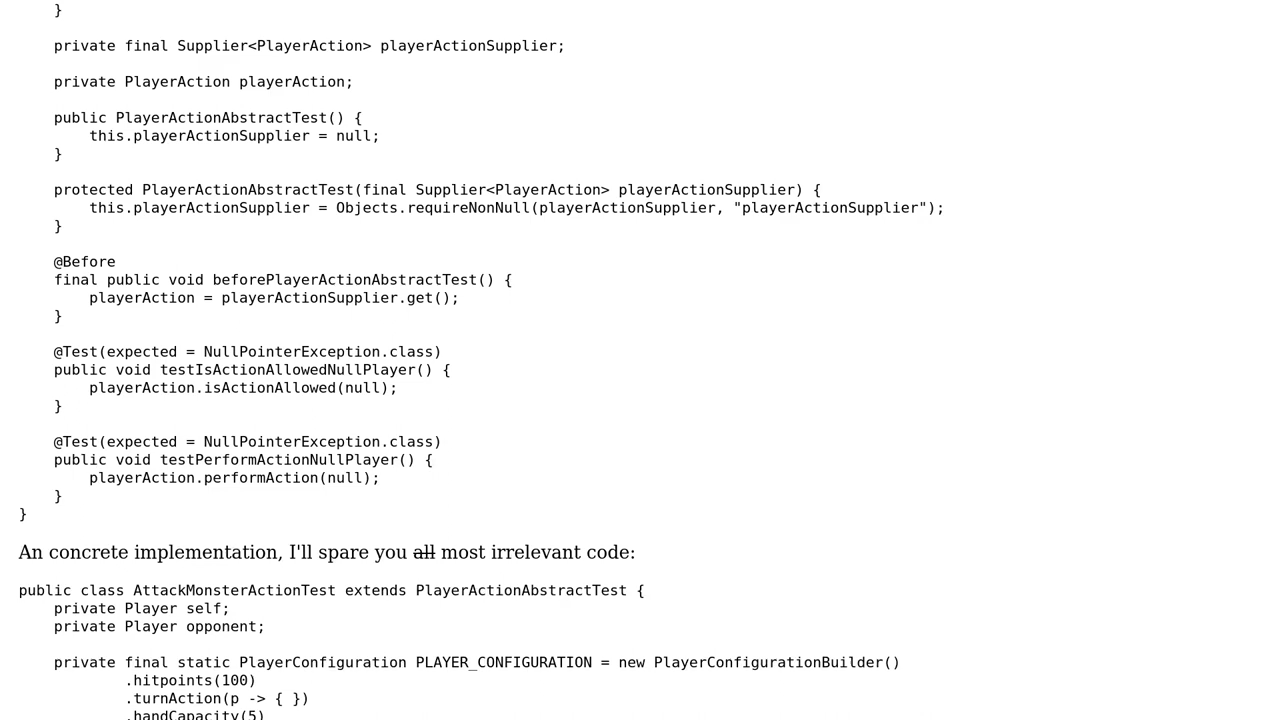 }

    private final Supplier<PlayerAction> playerActionSupplier;

    private PlayerAction playerAction;

    public PlayerActionAbstractTest() {
        this.playerActionSupplier = null;
    }

    protected PlayerActionAbstractTest(final Supplier<PlayerAction> playerActionSupplier) {
        this.playerActionSupplier = Objects.requireNonNull(playerActionSupplier, "playerActionSupplier");
    }

    @Before
    final public void beforePlayerActionAbstractTest() {
        playerAction = playerActionSupplier.get();
    }

    @Test(expected = NullPointerException.class)
    public void testIsActionAllowedNullPlayer() {
        playerAction.isActionAllowed(null);
    }

    @Test(expected = NullPointerException.class)
    public void testPerformActionNullPlayer() {
        playerAction.performAction(null);
    }
}
An concrete implementation, I'll spare you all most irrelevant code:
public class AttackMonsterActionTest extends PlayerActionAbstractTest {
    private Player self;
    private Player opponent;

    private final static PlayerConfiguration PLAYER_CONFIGURATION = new PlayerConfigurationBuilder()
            .hitpoints(100)
            .turnAction(p -> { })
            .handCapacity(5)